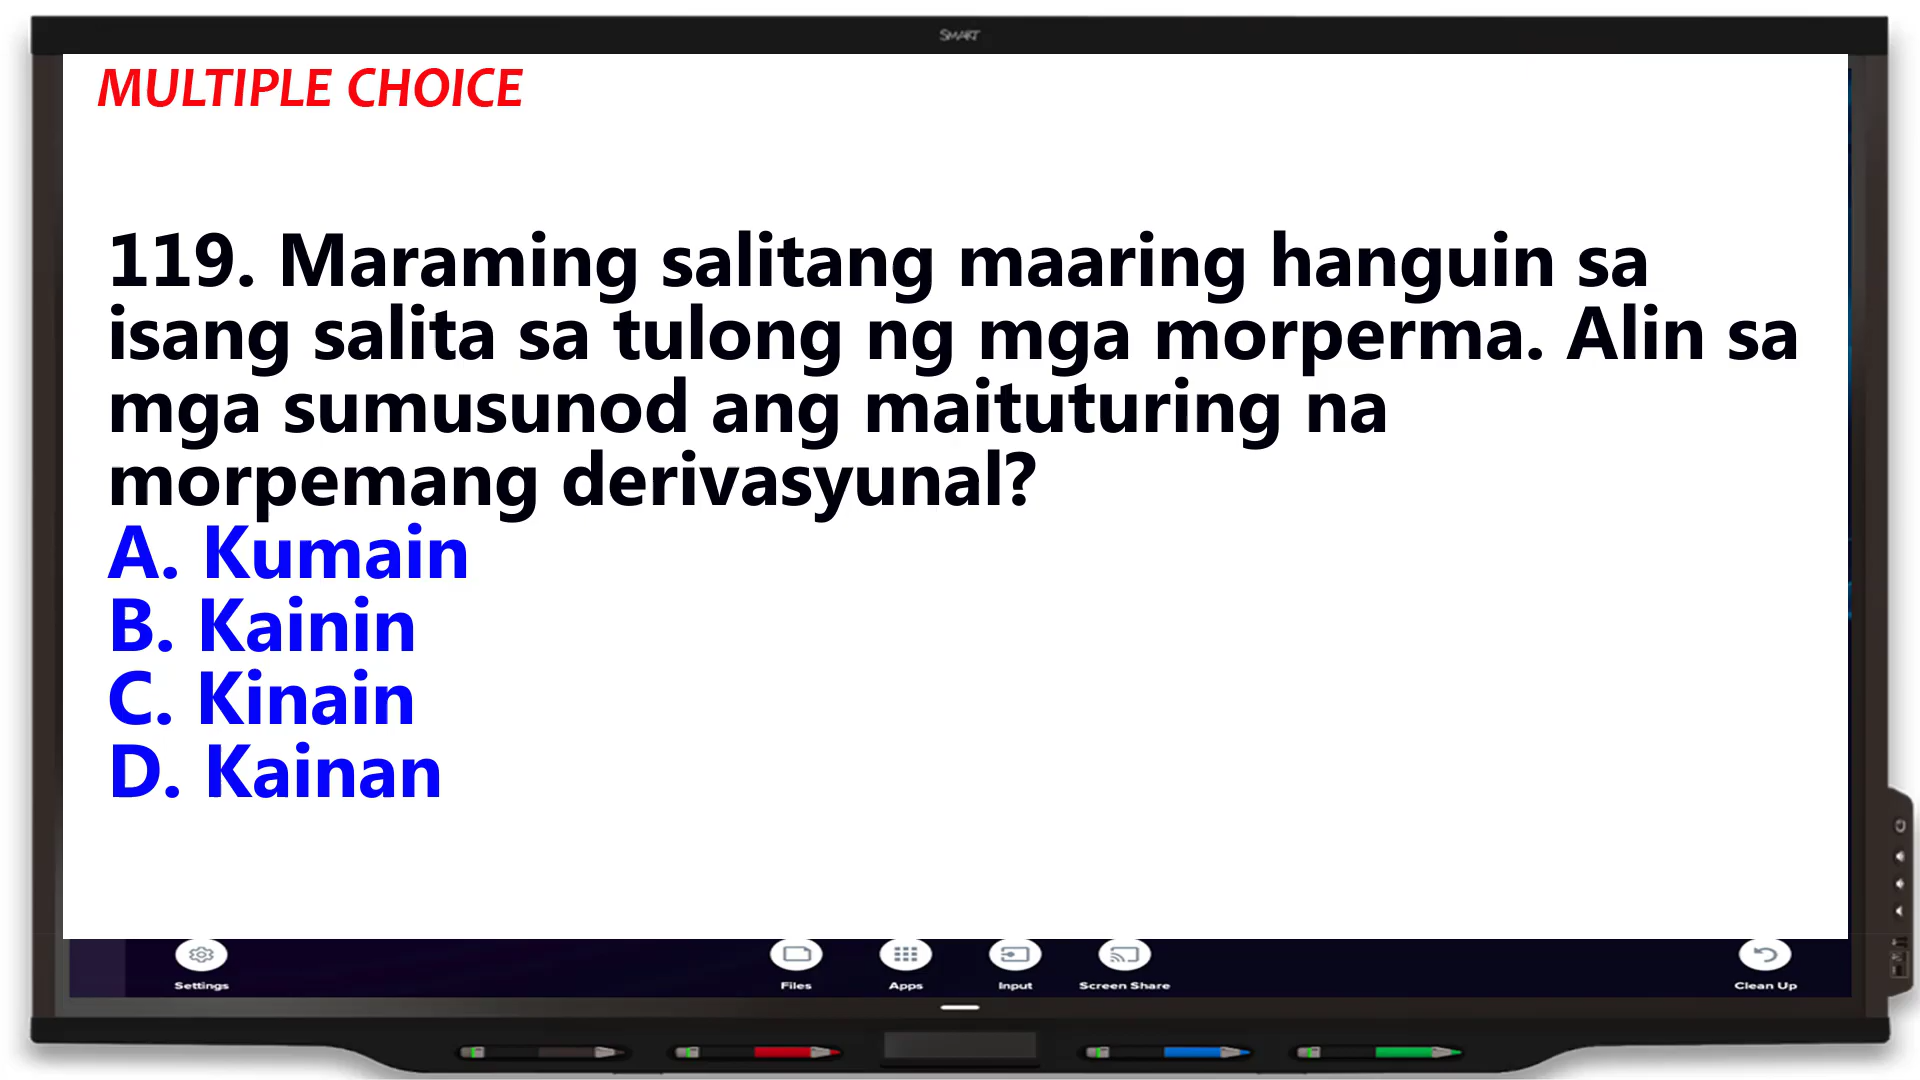 SMART
MULTIPLE CHOICE
119. Maraming salitang maaring hanguin sa
isang salita sa tulong ng mga morperma. Alin sa
mga sumusunod ang maituturing na
morpemang derivasyunal?
A. Kumain
B. Kainin
C. Kinain
D. Kainan
Settings
Files
Apps
Input
Screen Share
Clean Up